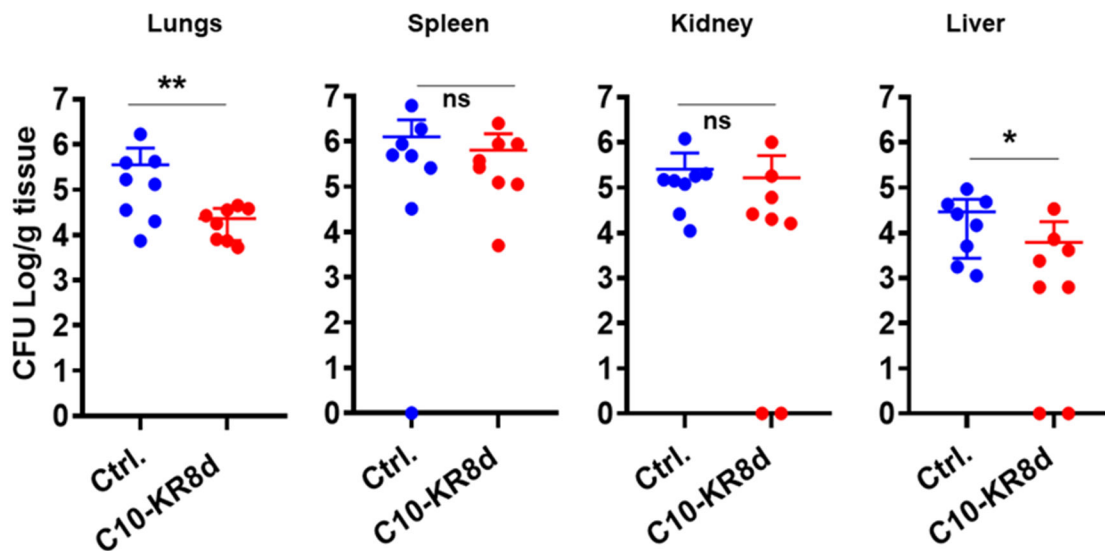 Lungs
Spleen
Kidney
Liver
CFU Log/g tissue
**
7
6
5
4
3
2
1
0
Ctrl.
C10-KR8d
ns
7
6
5
4
3
2
1
0
Ctrl.
C10-KR8d
ns
7
6
5
4
3
2
1
0
Ctrl.
C10-KR8d
*
7
6
5
4
3
2
1
0
Ctrl.
C10-KR8d